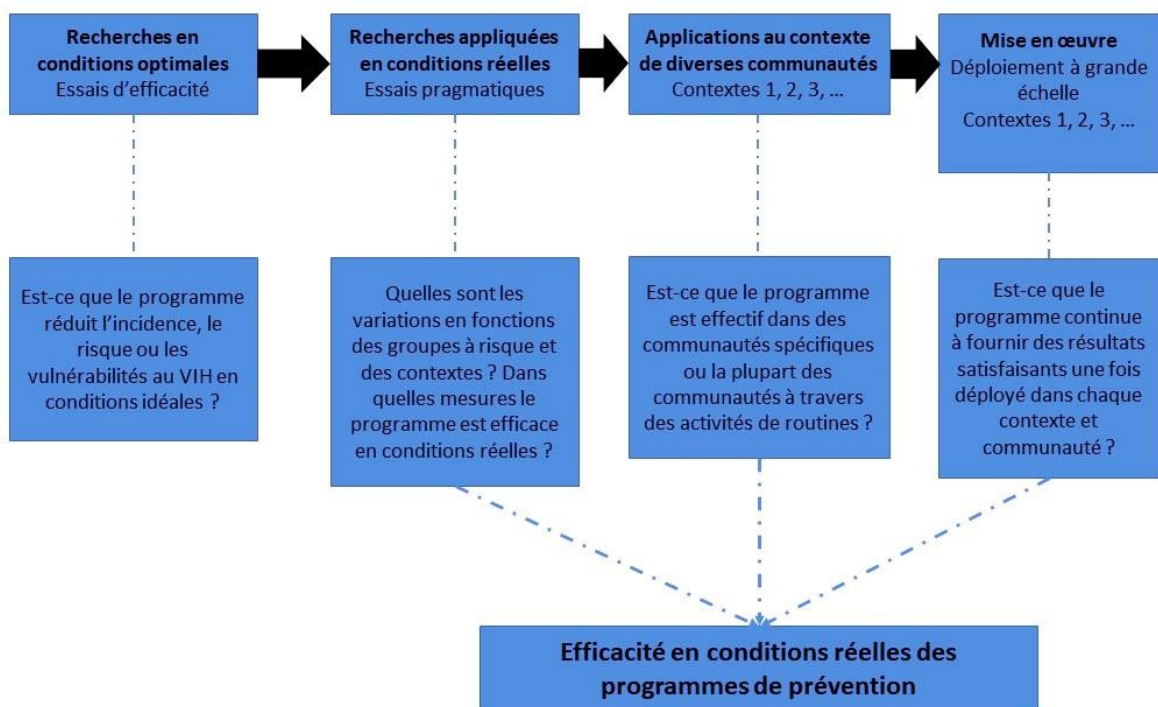 Recherches en
conditions optimales
Essais d'efficacité
Recherches appliquées
en conditions réelles
Essais pragmatiques
Applications au contexte
de diverses communautés
Contextes 1, 2, 3, …
Mise en œuvre
Déploiement à grande
échelle
Contextes 1, 2, 3, …
Est-ce que le programme
réduit l'incidence, le
risque ou les
vulnérabilités au VIH en
conditions idéales ?
Quelles sont les
variations en fonctions
des groupes à risque et
des contextes ? Dans
quelles mesures le
programme est efficace
en conditions réelles ?
Est-ce que le programme
est effectif dans des
communautés spécifiques
ou la plupart des
communautés à travers
des activités de routines ?
Est-ce que le
programme continue
à fournir des résultats
satisfaisants une fois
déployé dans chaque
contexte et
communauté ?
Efficacité en conditions réelles des
programmes de prévention